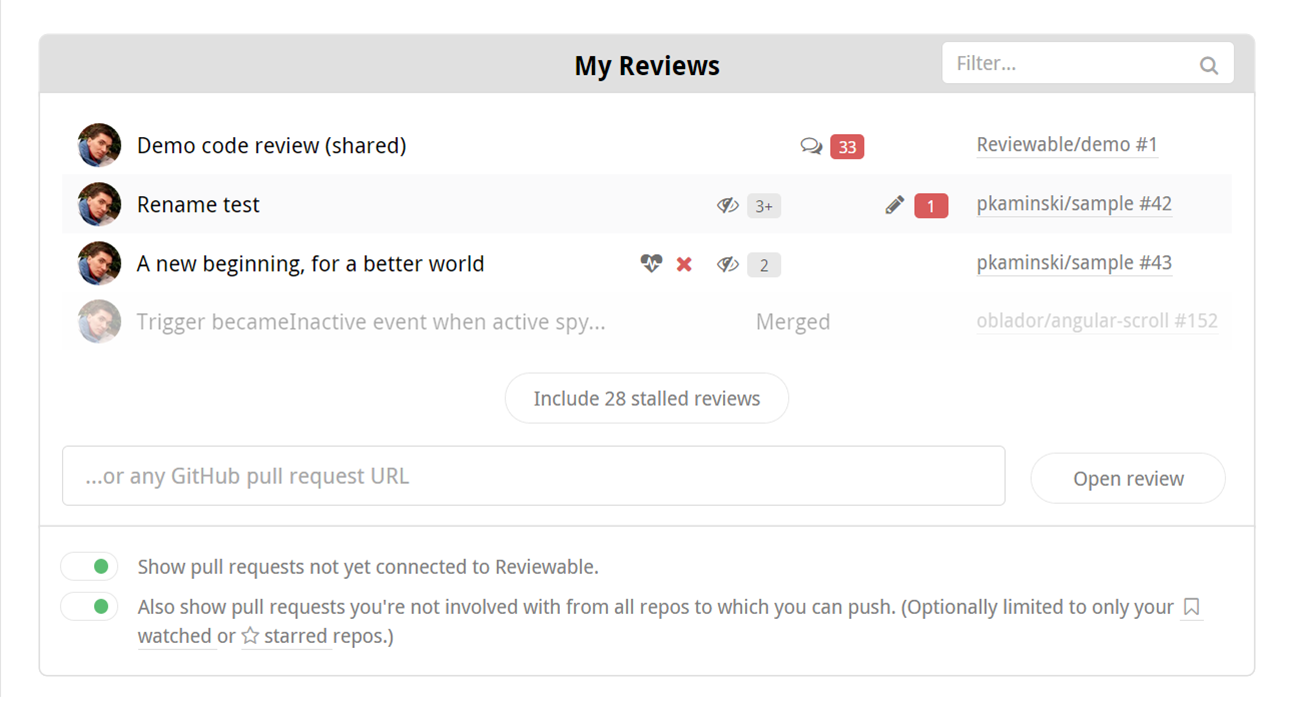 My Reviews
Filter...
Demo code review (shared) 33 Reviewable/demo #1
Rename test 3+ 1 pkaminski/sample #42
A new beginning, for a better world 2 pkaminski/sample #43
Trigger becameInactive event when active spy... Merged oblador/angular-scroll #152
Include 28 stalled reviews
...or any GitHub pull request URL
Open review
Show pull requests not yet connected to Reviewable.
Also show pull requests you're not involved with from all repos to which you can push. (Optionally limited to only your
watched or starred repos.)